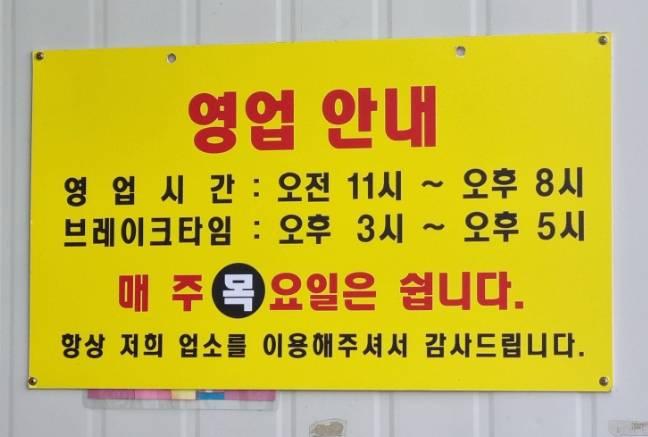 영업 안내
영 업 시 간 : 오전 11시 ~ 오후 8시
브레이크타임 : 오후 3시 ~ 오후 5시
매 주 목요일은 쉽니다.
항상 저희 업소를 이용해주셔서 감사드립니다.